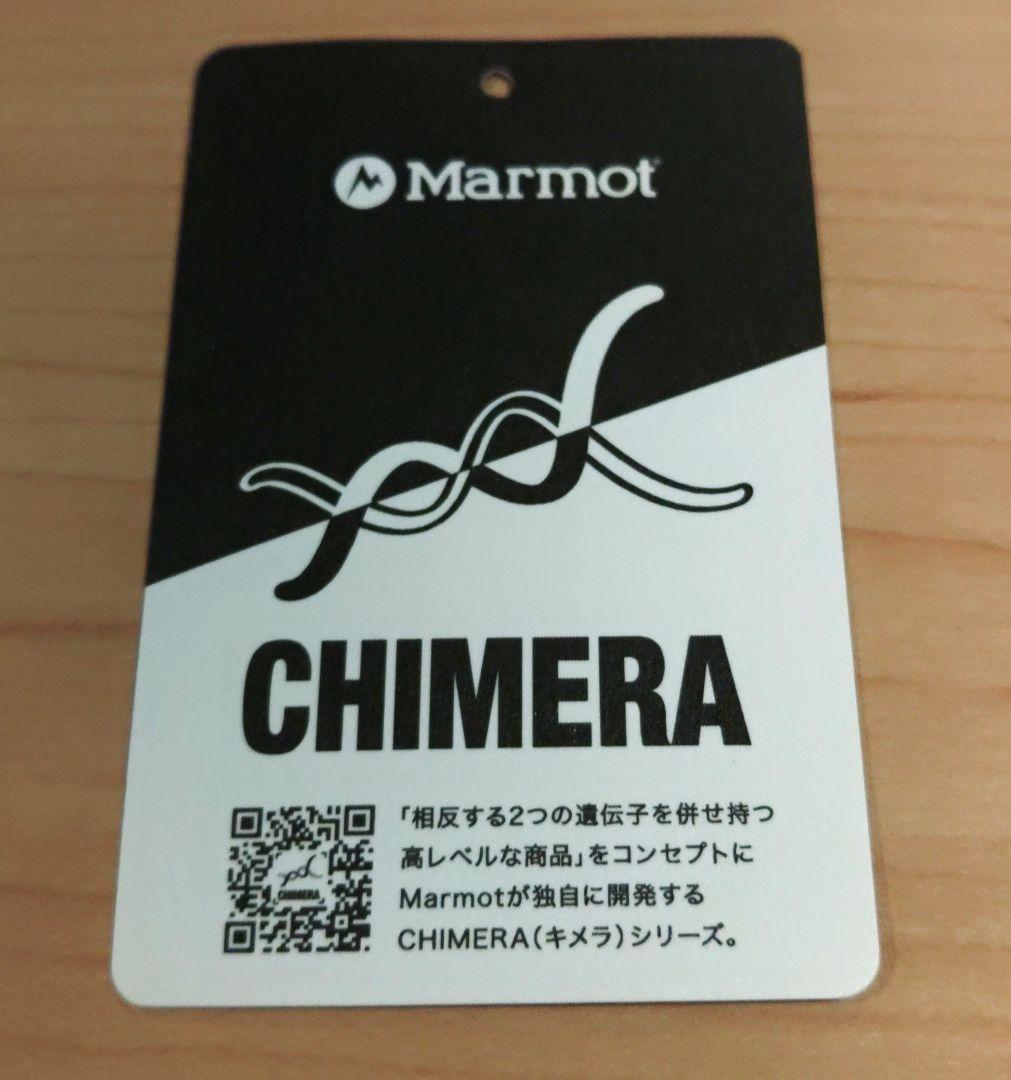 Marmot
CHIMERA
CHIMERA
「相反する2つの遺伝子を併せ持つ
高レベルな商品」をコンセプトに
Marmotが独自に開発する
CHIMERA(キメラ)シリーズ。